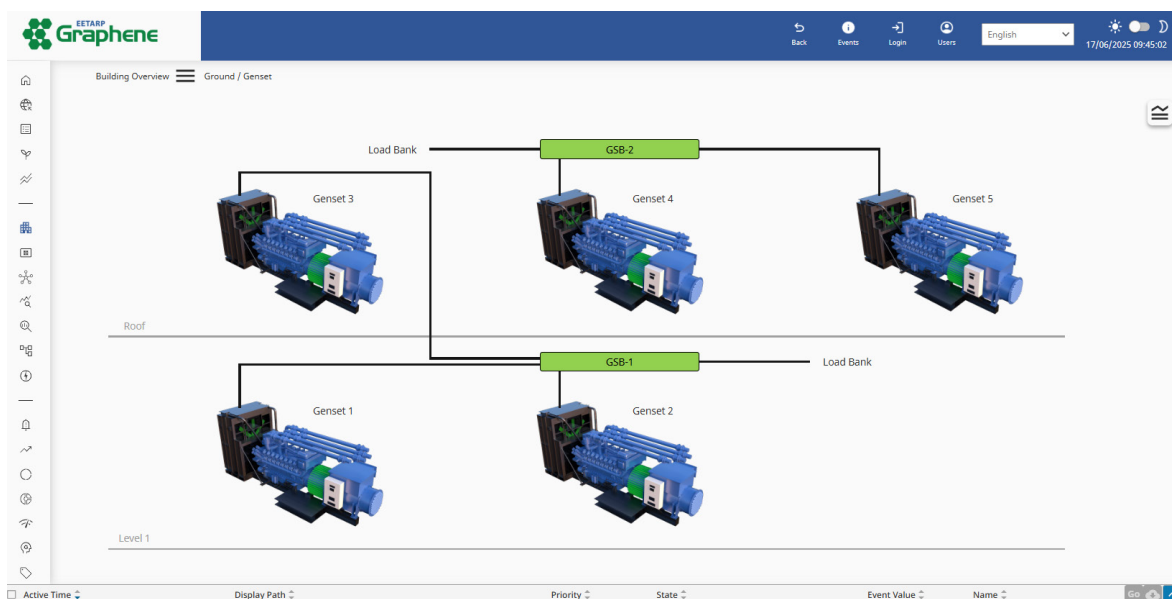 EETARP
Graphene
Back
Events
Login
Users
English
17/06/2025 09:45:02
Building Overview
Ground / Genset
Load Bank
GSB-2
Genset 3
Genset 4
Genset 5
Roof
GSB-1
Load Bank
Genset 1
Genset 2
Level 1
Active Time
Display Path
Priority
State
Event Value
Name
Go